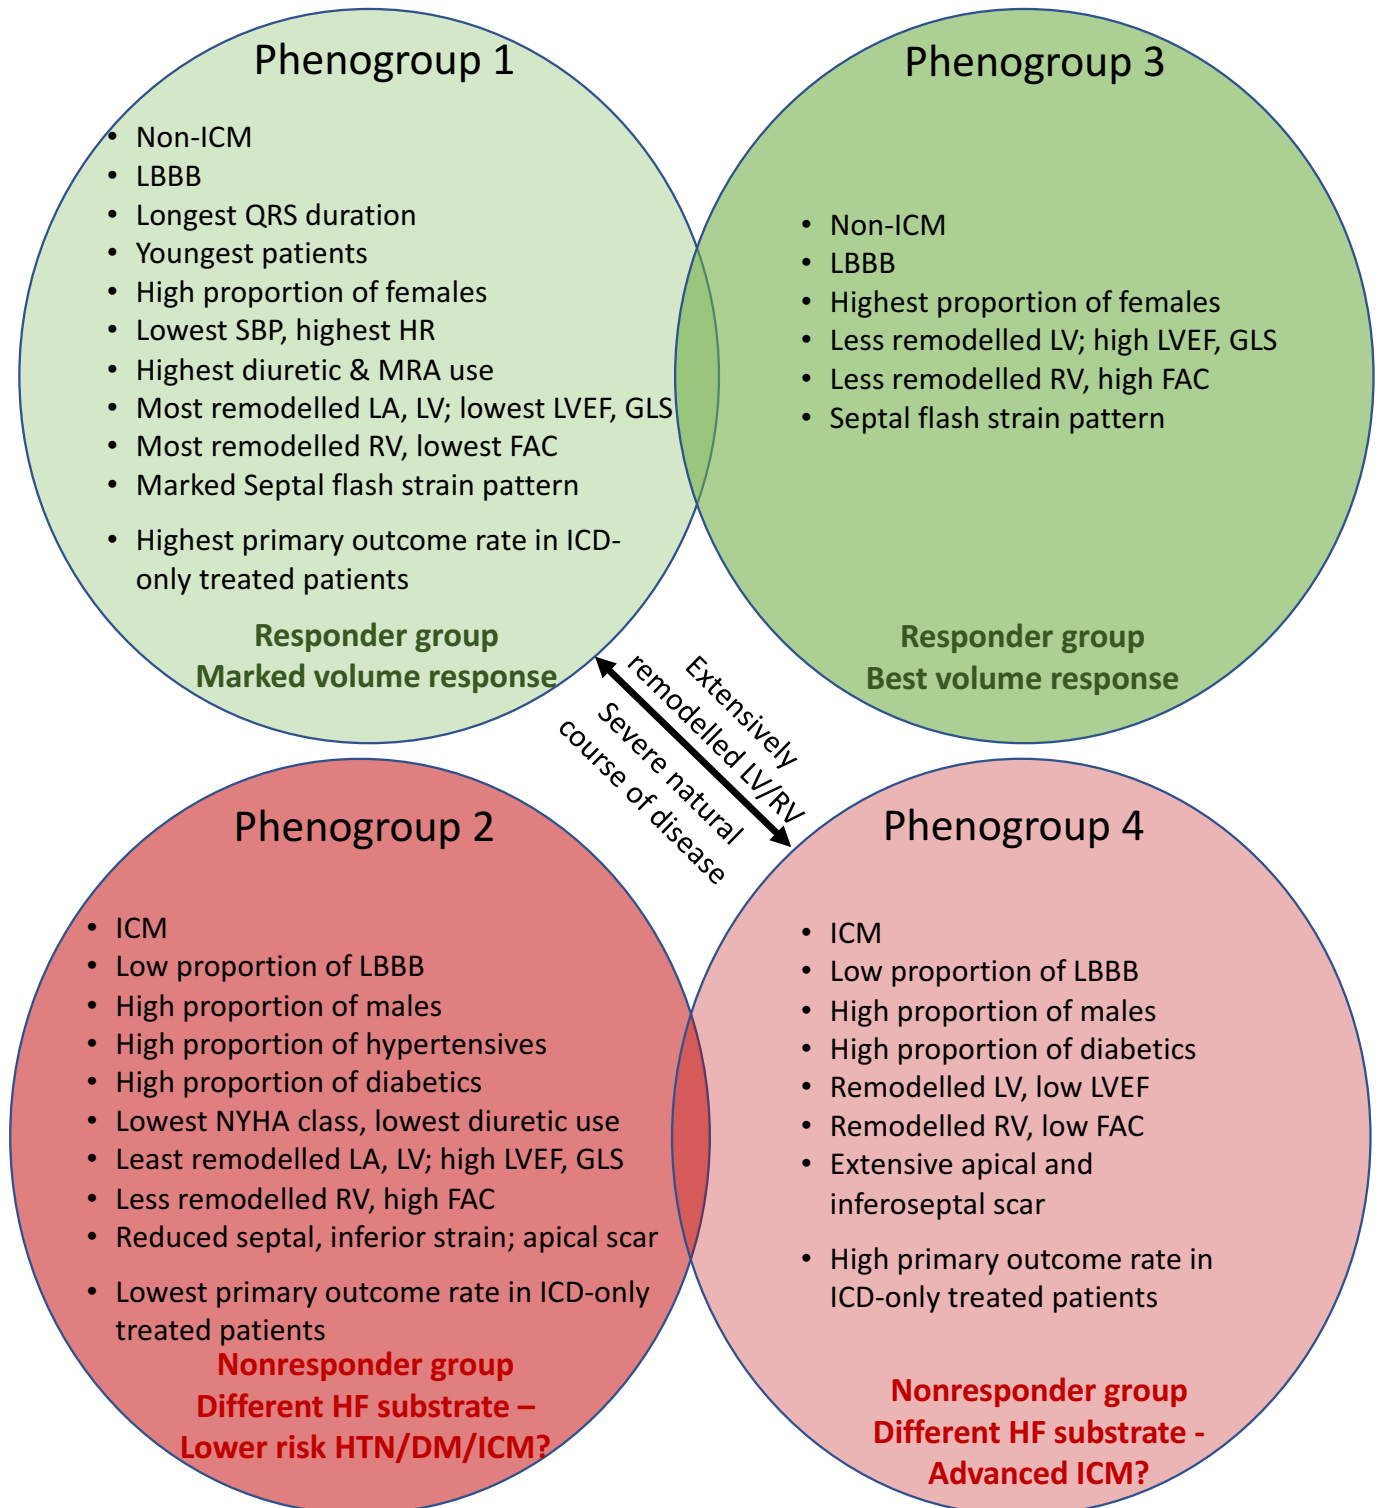 Phenogroup 1
• Non-ICM
• LBBB
• Longest QRS duration
• Youngest patients
• High proportion of females
• Lowest SBP, highest HR
• Highest diuretic & MRA use
• Most remodelled LA, LV; lowest LVEF, GLS
• Most remodelled RV, lowest FAC
• Marked Septal flash strain pattern
• Highest primary outcome rate in ICD-
only treated patients
Responder group
Marked volume response
Phenogroup 3
• Non-ICM
• LBBB
• Highest proportion of females
• Less remodelled LV; high LVEF, GLS
• Less remodelled RV, high FAC
• Septal flash strain pattern
Responder group
Best volume response
Extensively
remodelled LV/RV
Severe natural
course of disease
Phenogroup 2
• ICM
• Low proportion of LBBB
• High proportion of males
• High proportion of hypertensives
• High proportion of diabetics
• Lowest NYHA class, lowest diuretic use
• Least remodelled LA, LV; high LVEF, GLS
• Less remodelled RV, high FAC
• Reduced septal, inferior strain; apical scar
• Lowest primary outcome rate in ICD-only
treated patients
Nonresponder group
Different HF substrate –
Lower risk HTN/DM/ICM?
Phenogroup 4
• ICM
• Low proportion of LBBB
• High proportion of males
• High proportion of diabetics
• Remodelled LV, low LVEF
• Remodelled RV, low FAC
• Extensive apical and
inferoseptal scar
• High primary outcome rate in
ICD-only treated patients
Nonresponder group
Different HF substrate -
Advanced ICM?